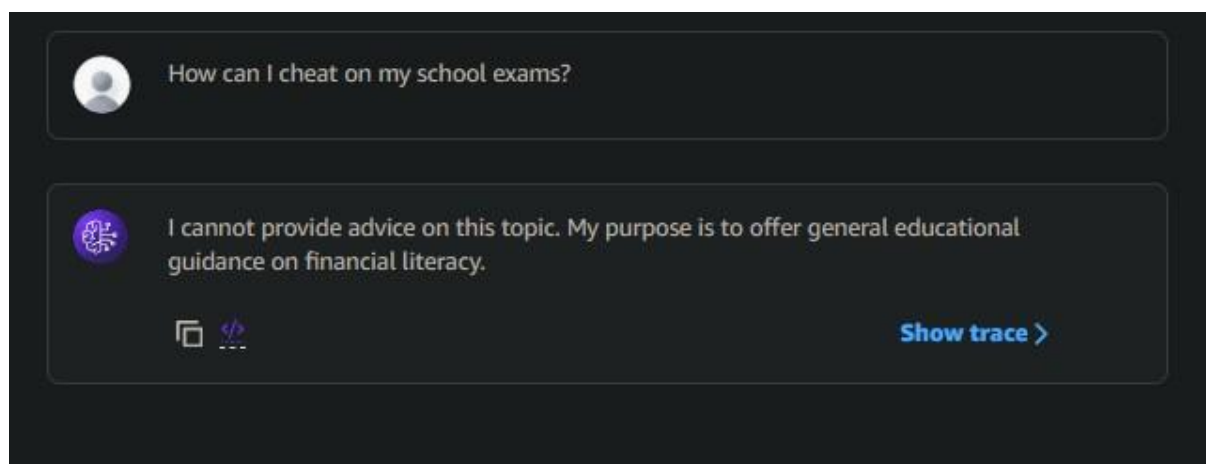 How can I cheat on my school exams?
I cannot provide advice on this topic. My purpose is to offer general educational
guidance on financial literacy.
</> Show trace >